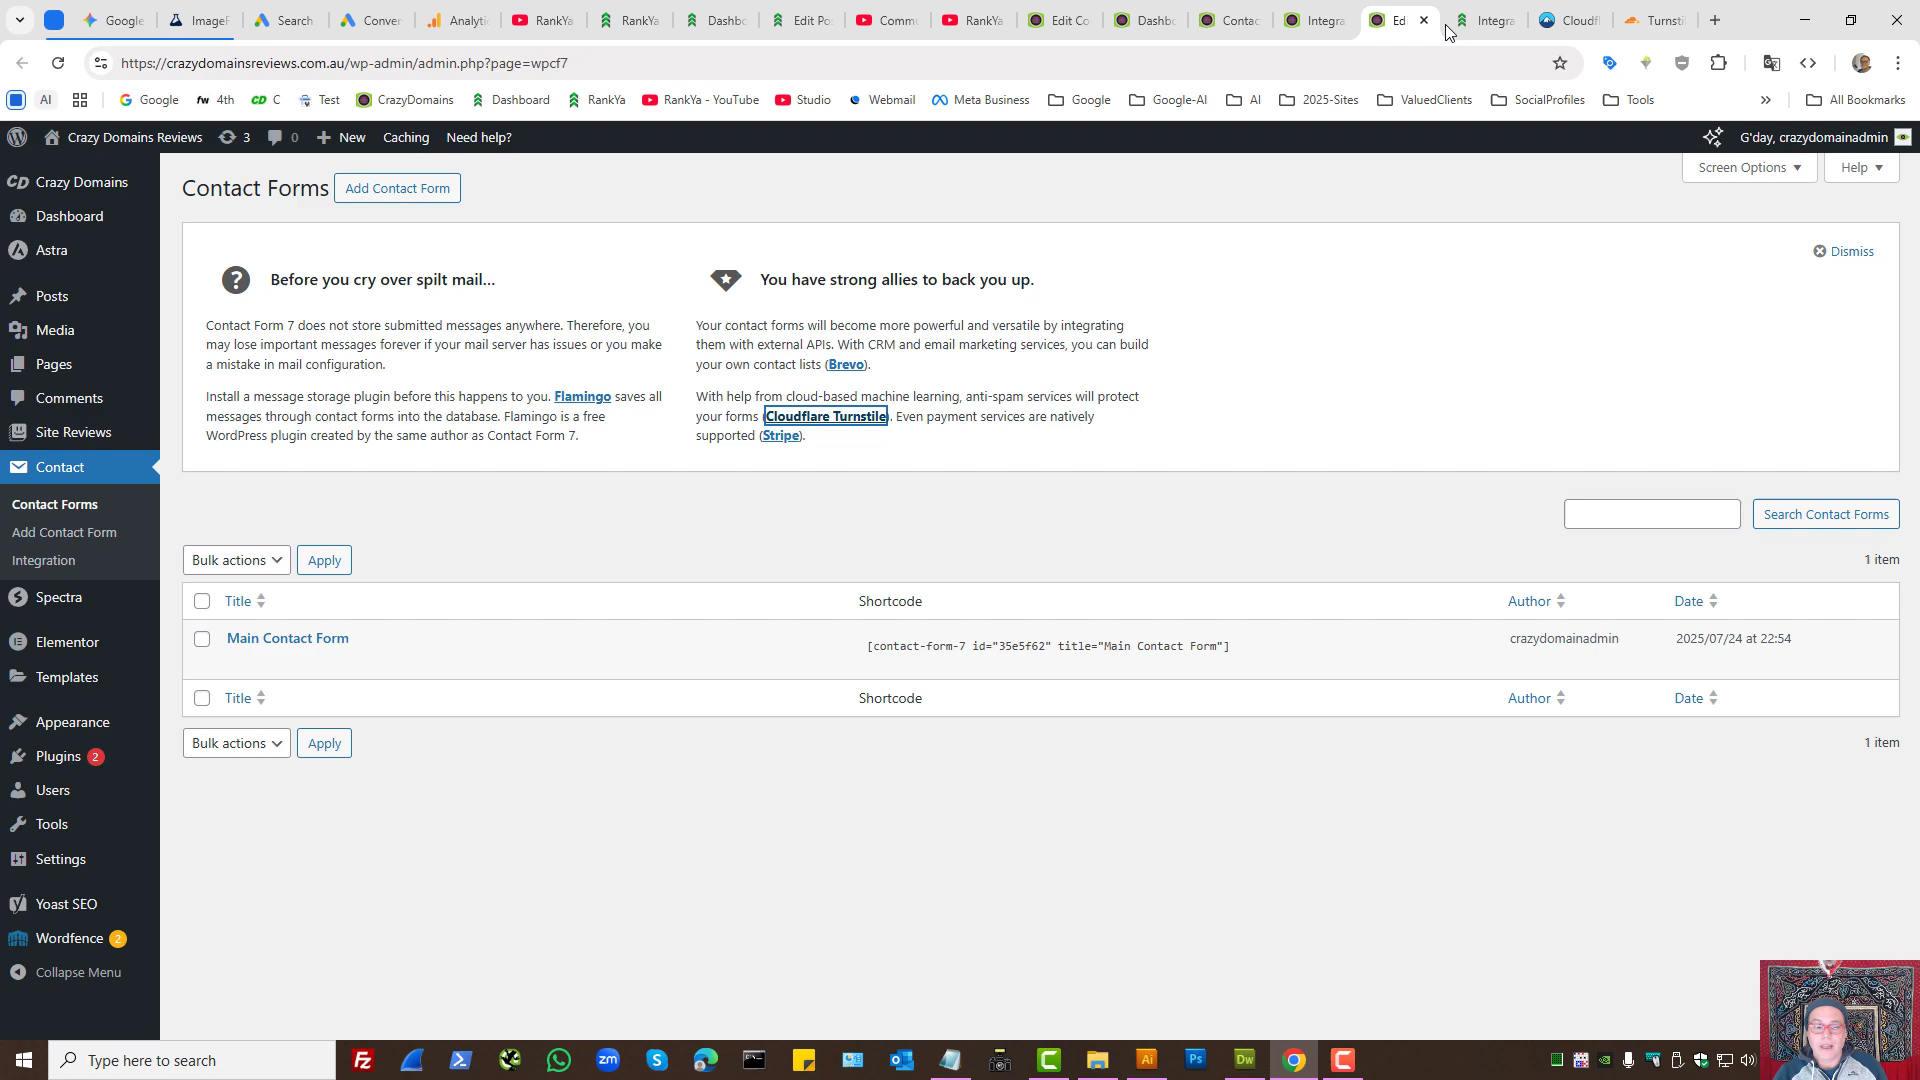 Google
ImageF
Search
Conver
Analytic
RankYa
RankYa
Dashbo
Edit Po
Commu
RankYa
Edit Co
Dashbo
Contac
Integra
Ed
Integra
Cloudfl
Turnsti
https://crazydomainsreviews.com.au/wp-admin/admin.php?page=wpcf7
AI
Google
fw 4th
CD C
Test
CrazyDomains
Dashboard
RankYa
RankYa - YouTube
Studio
Webmail
Meta Business
Google
Google-AI
AI
2025-Sites
ValuedClients
SocialProfiles
Tools
All Bookmarks
Crazy Domains Reviews
3
0
New
Caching
Need help?
G'day, crazydomainadmin
CD Crazy Domains
Dashboard
Astra
Posts
Media
Pages
Comments
Site Reviews
Contact
Contact Forms
Add Contact Form
Integration
Spectra
Elementor
Templates
Appearance
Plugins 2
Users
Tools
Settings
Yoast SEO
Wordfence 2
Collapse Menu
Contact Forms
Add Contact Form
Screen Options
Help
Dismiss
Before you cry over spilt mail...
Contact Form 7 does not store submitted messages anywhere. Therefore, you
may lose important messages forever if your mail server has issues or you make
a mistake in mail configuration.
Install a message storage plugin before this happens to you. Flamingo saves all
messages through contact forms into the database. Flamingo is a free
WordPress plugin created by the same author as Contact Form 7.
You have strong allies to back you up.
Your contact forms will become more powerful and versatile by integrating
them with external APIs. With CRM and email marketing services, you can build
your own contact lists (Brevo).
With help from cloud-based machine learning, anti-spam services will protect
your forms (Cloudflare Turnstile). Even payment services are natively
supported (Stripe).
Search Contact Forms
Bulk actions
Apply
1 item
Title
Shortcode
Author
Date
Main Contact Form
[contact-form-7 id="35e5f62" title="Main Contact Form"]
crazydomainadmin
2025/07/24 at 22:54
Title
Shortcode
Author
Date
Bulk actions
Apply
1 item
Type here to search
Fz
zm
S
Ai
Ps
Dw